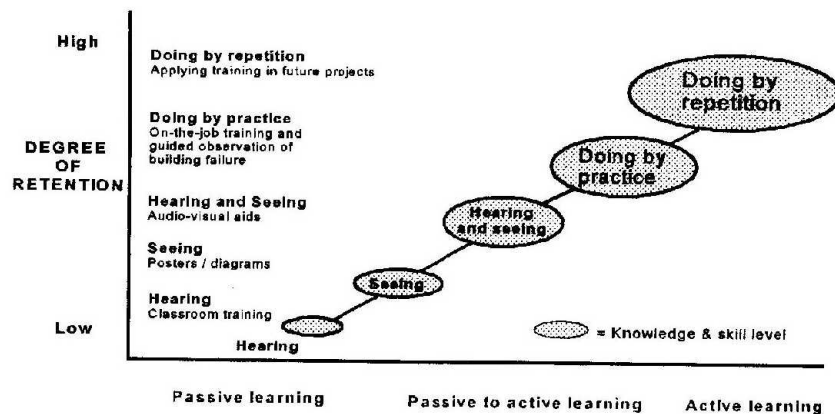 High
DEGREE
OF
RETENTION
Low
Doing by repetition
Applying training in future projects
Doing by practice
On-the-job training and
guided observation of
building failure
Hearing and Seeing
Audio-visual aids
Seeing
Posters / diagrams
Hearing
Classroom training
Doing by
repetition
Doing by
practice
Hearing
and seeing
Seeing
Hearing
= Knowledge & skill level
Passive learning
Passive to active learning
Active learning